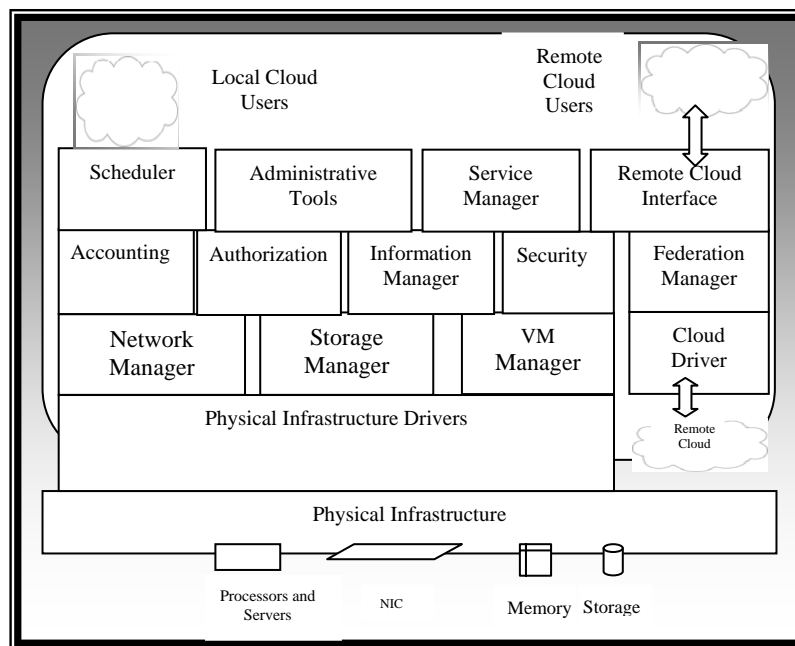 Local Cloud
Users
Remote
Cloud
Users
Scheduler
Administrative
Tools
Service
Manager
Remote Cloud
Interface
Accounting
Authorization
Information
Manager
Security
Federation
Manager
Network
Manager
Storage
Manager
VM
Manager
Cloud
Driver
Physical Infrastructure Drivers
Remote
Cloud
Physical Infrastructure
Processors and
Servers
NIC
Memory
Storage